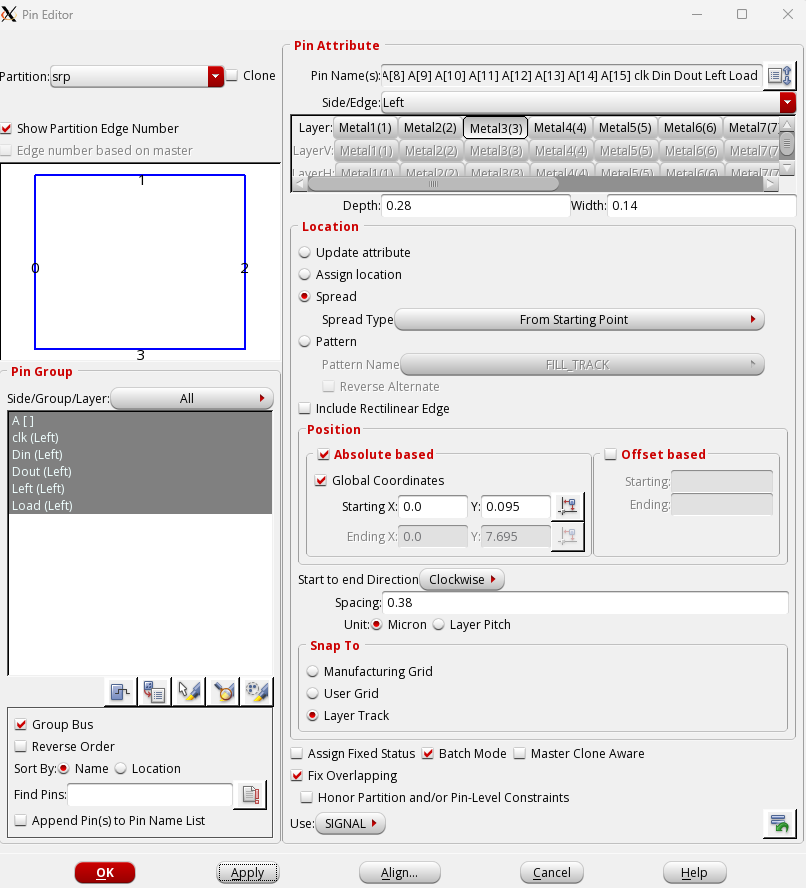 Pin Editor
Partition: srp Clone
Show Partition Edge Number
Edge number based on master
1
0 2
3
Pin Group
Side/Group/Layer: All
A [ ]
clk (Left)
Din (Left)
Dout (Left)
Left (Left)
Load (Left)
Group Bus
Reverse Order
Sort By: Name Location
Find Pins:
Append Pin(s) to Pin Name List
Pin Attribute
Pin Name(s): A[8] A[9] A[10] A[11] A[12] A[13] A[14] A[15] clk Din Dout Left Load
Side/Edge: Left
Layer: Metal1(1) Metal2(2) Metal3(3) Metal4(4) Metal5(5) Metal6(6) Metal7(7
LayerV: Metal1(1) Metal2(2) Metal3(3) Metal4(4) Metal5(5) Metal6(6) Metal7(7
LayerH: Metal1(1) Metal2(2) Metal3(3) Metal4(4) Metal5(5) Metal6(6) Metal7(7
Depth: 0.28 Width: 0.14
Location
Update attribute
Assign location
Spread
Spread Type From Starting Point
Pattern
Pattern Name FILL_TRACK
Reverse Alternate
Include Rectilinear Edge
Position
Absolute based Offset based
Global Coordinates Starting:
Starting X: 0.0 Y: 0.095 Ending:
Ending X: 0.0 Y: 7.695
Start to end Direction Clockwise
Spacing: 0.38
Unit: Micron Layer Pitch
Snap To
Manufacturing Grid
User Grid
Layer Track
Assign Fixed Status Batch Mode Master Clone Aware
Fix Overlapping
Honor Partition and/or Pin-Level Constraints
Use: SIGNAL
OK Apply Align... Cancel Help